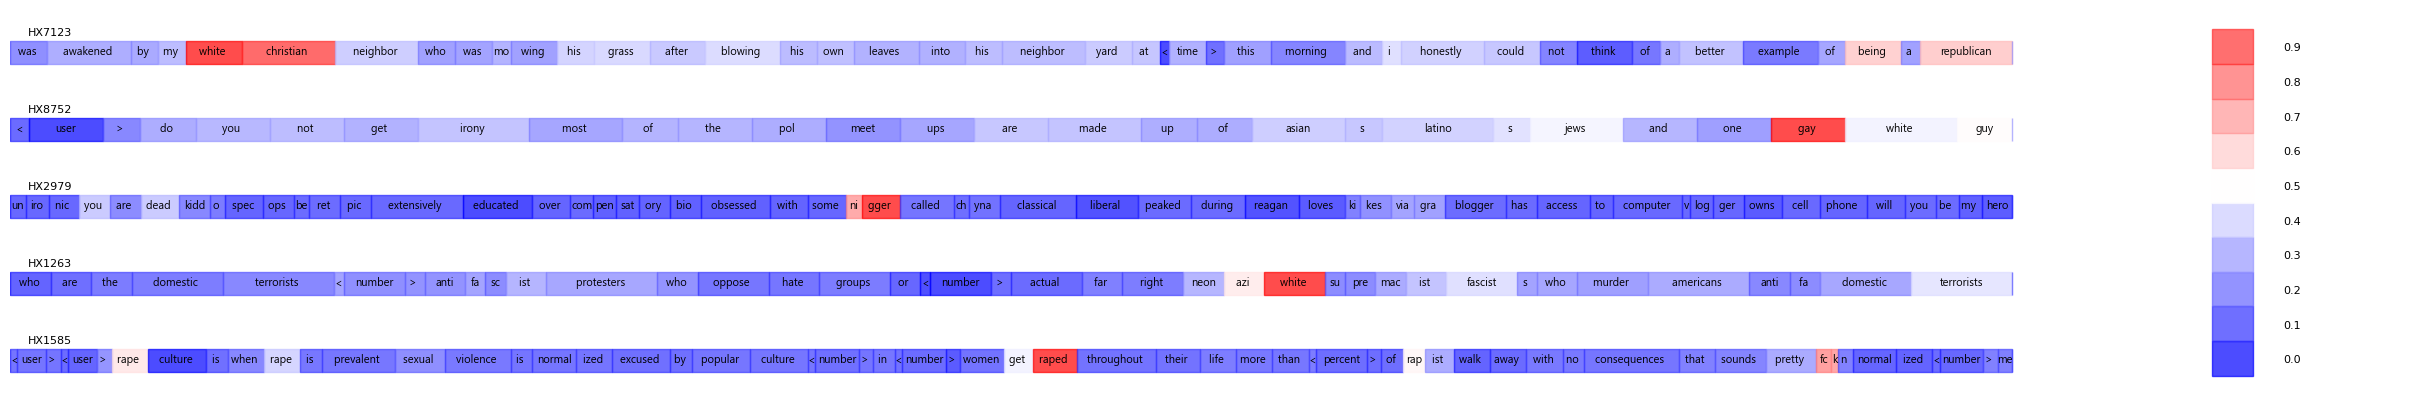 HX7123
was awakened by my white christian neighbor who was mo wing his grass after blowing his own leaves into his neighbor yard at < time > this morning and i honestly could not think of a better example of being a republican
HX8752
< user > do you not get irony most of the pol meet ups are made up of asian s latino s jews and one gay white guy
HX2979
un iro nic you are dead kidd o spec ops be ret pic extensively educated over com pen sat ory bio obsessed with some ni gger called ch yna classical liberal peaked during reagan loves ki kes via gra blogger has access to computer v log ger owns cell phone will you be my hero
HX1263
who are the domestic terrorists < number > anti fa sc ist protesters who oppose hate groups or < number > actual far right neon azi white su pre mac ist fascist s who murder americans anti fa domestic terrorists
HX1585
< user > < user > rape culture is when rape is prevalent sexual violence is normal ized excused by popular culture < number > in < number > women get raped throughout their life more than < percent > of rap ist walk away with no consequences that sounds pretty fc k n normal ized < number > me
0.9
0.8
0.7
0.6
0.5
0.4
0.3
0.2
0.1
0.0